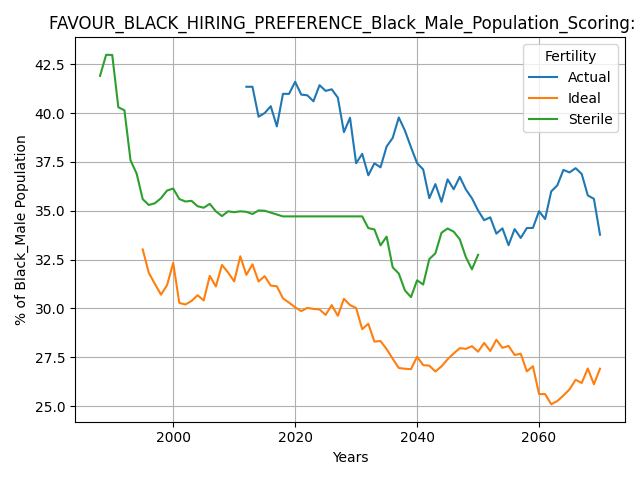 FAVOUR_BLACK_HIRING_PREFERENCE_Black_Male_Population_Scoring:
Fertility
Actual
Ideal
Sterile
% of Black_Male Population
42.5
40.0
37.5
35.0
32.5
30.0
27.5
25.0
2000 2020 2040 2060
Years